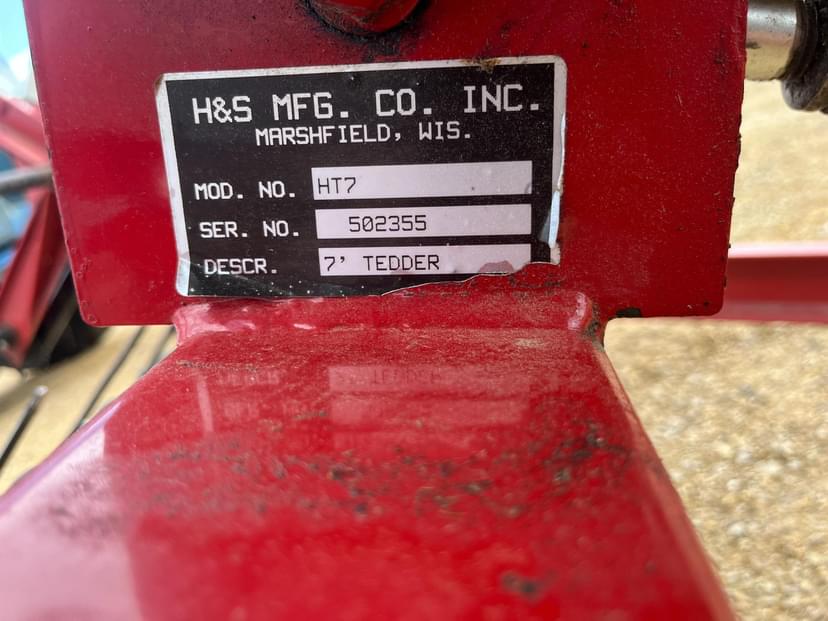 H&S MFG. CO. INC.
MARSHFIELD, WIS.
MOD. NO. HT7
SER. NO. 502355
DESCR. 7' TEDDER